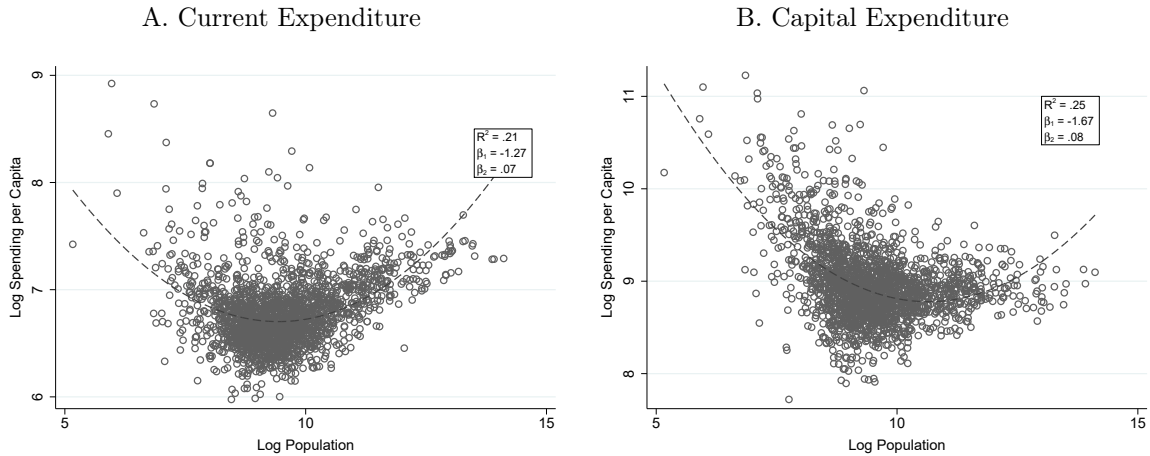 A. Current Expenditure
9
8
7
6
Log Spending per Capita
5
10
15
Log Population
R² = .21
β₁ = -1.27
β₂ = .07
B. Capital Expenditure
11
10
9
8
Log Spending per Capita
5
10
15
Log Population
R² = .25
β₁ = -1.67
β₂ = .08